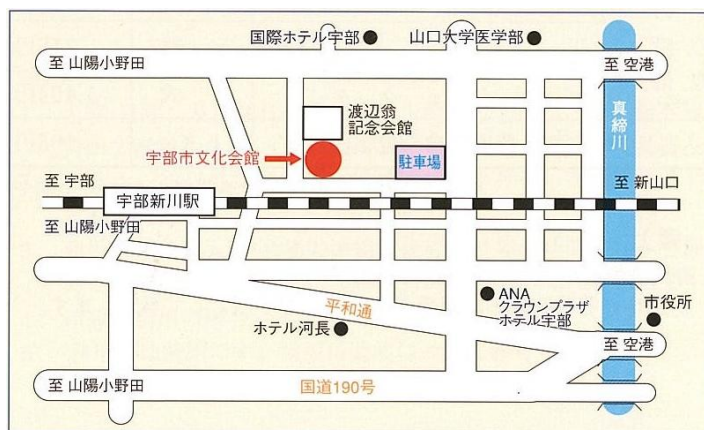 国際ホテル宇部
山口大学医学部
至 山陽小野田
至 空港
渡辺翁
記念会館
真締川
宇部市文化会館
駐車場
至 宇部
宇部新川駅
至 新山口
至 山陽小野田
平和通
ANA
クラウンプラザ
ホテル宇部
市役所
ホテル河長
至 空港
至 山陽小野田
国道190号